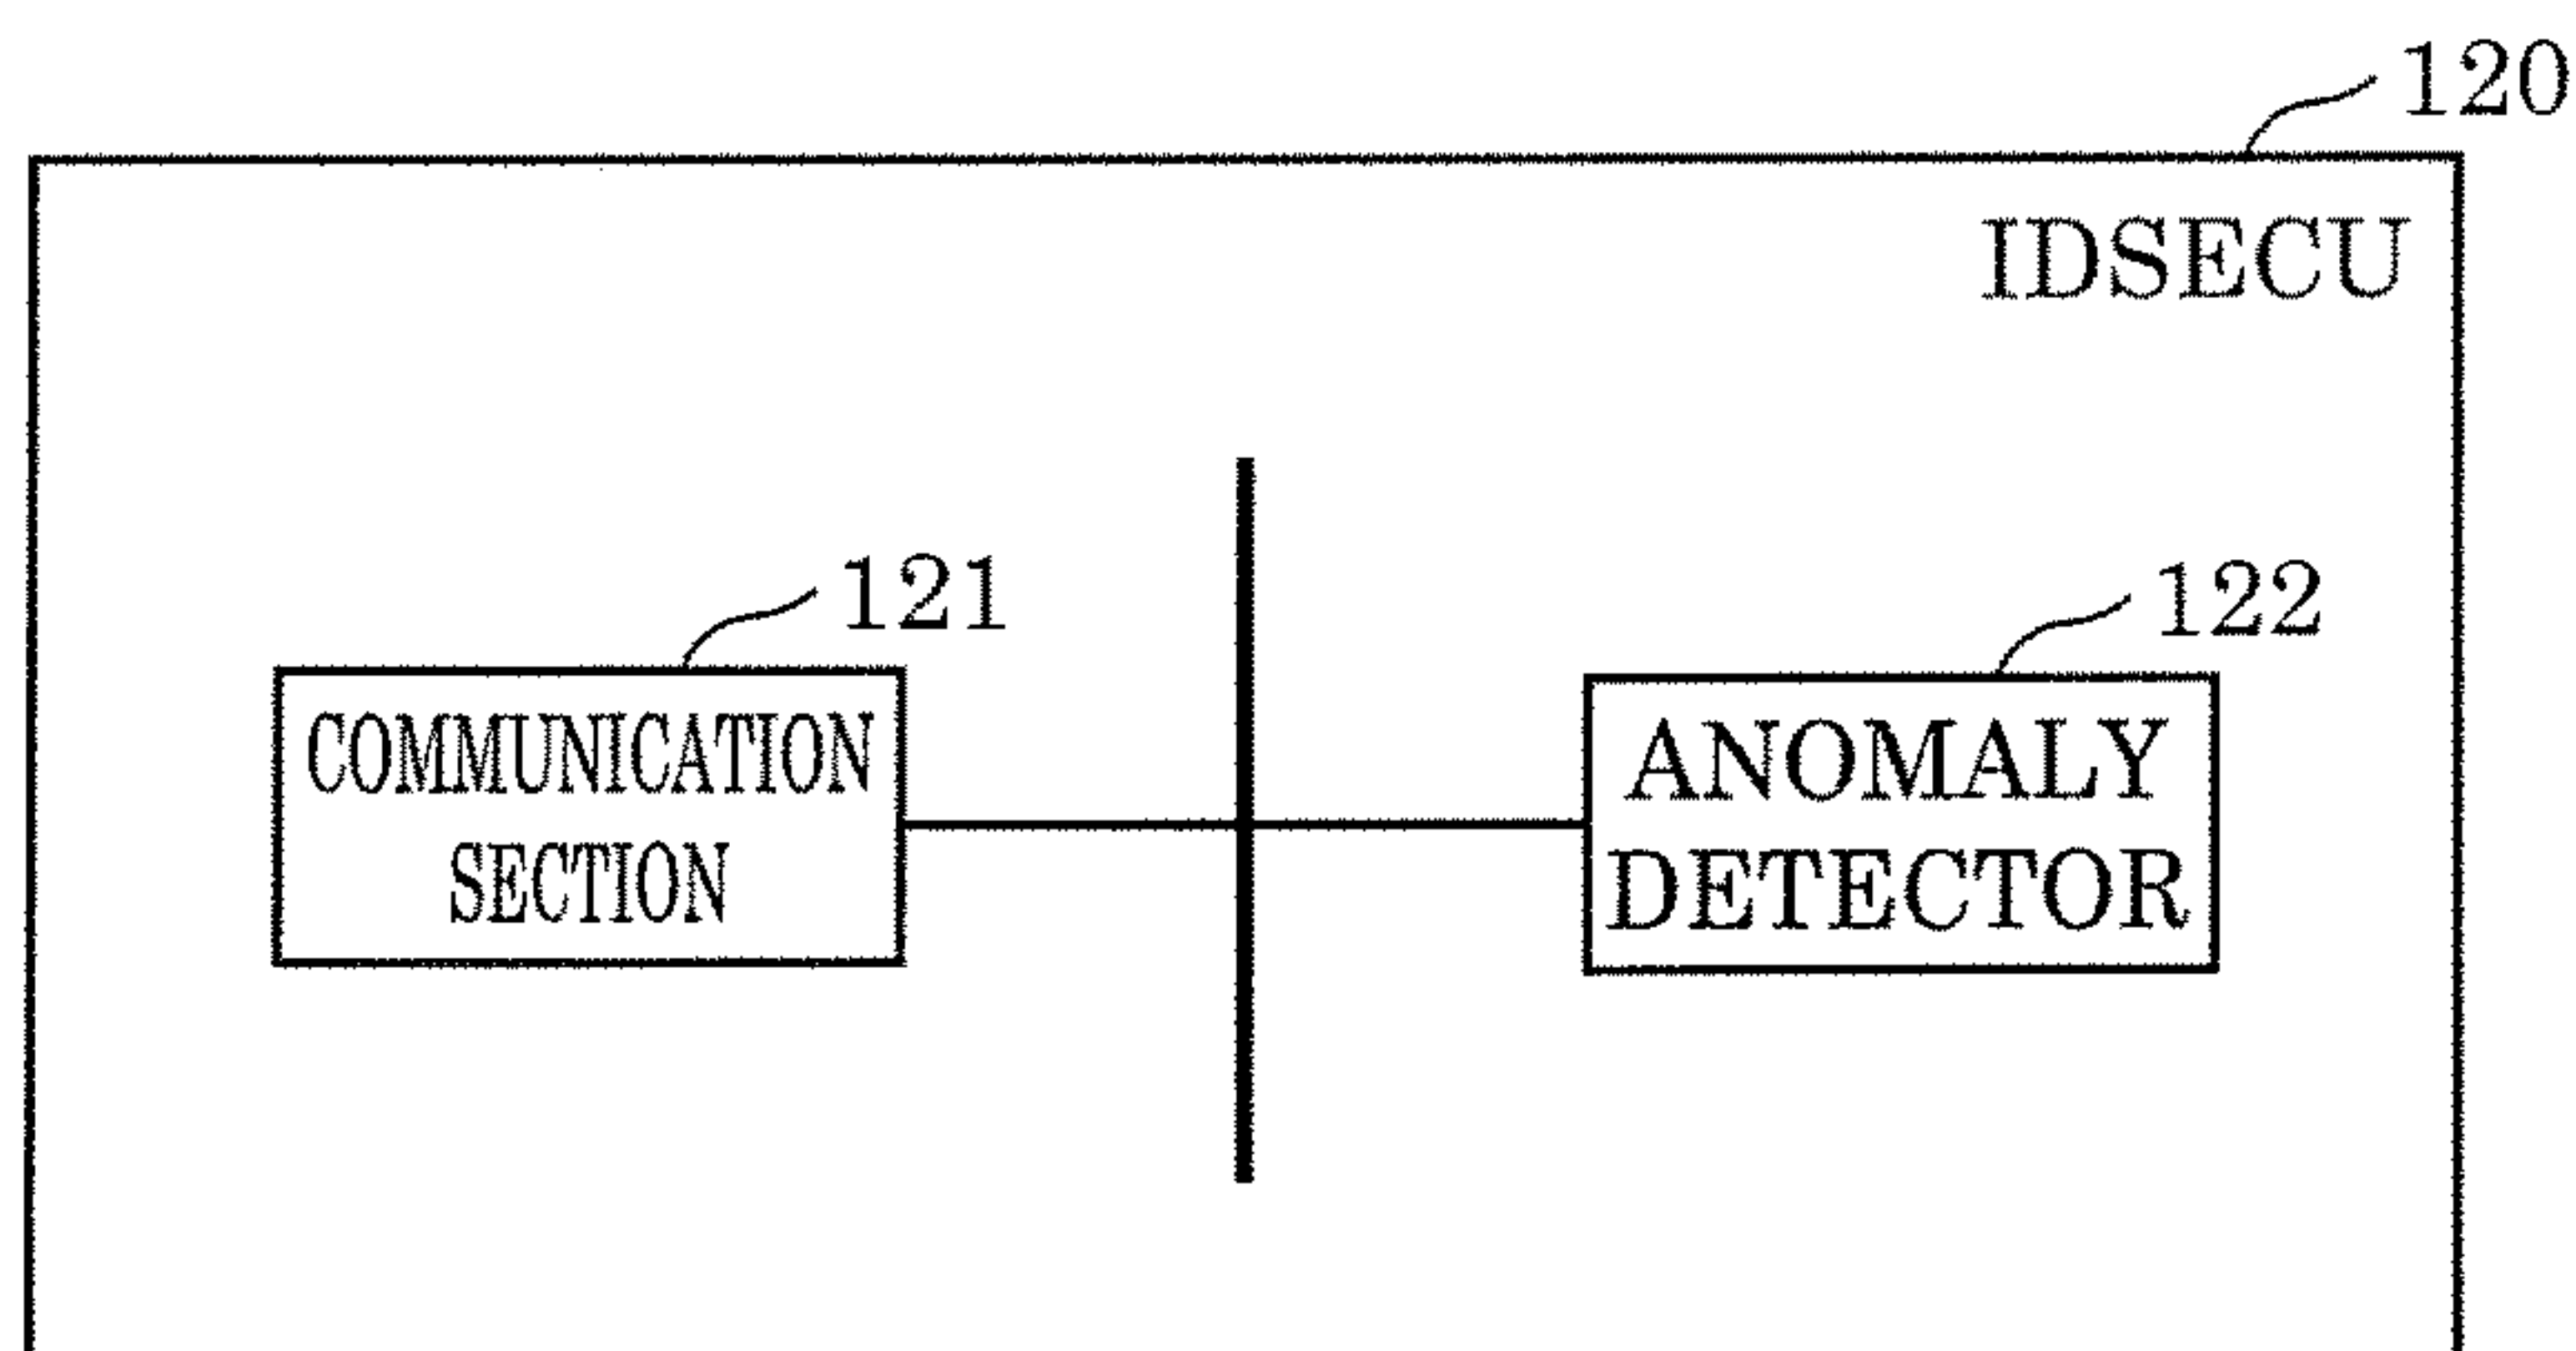 120
IDSECU
121
122
COMMUNICATION
SECTION
ANOMALY
DETECTOR